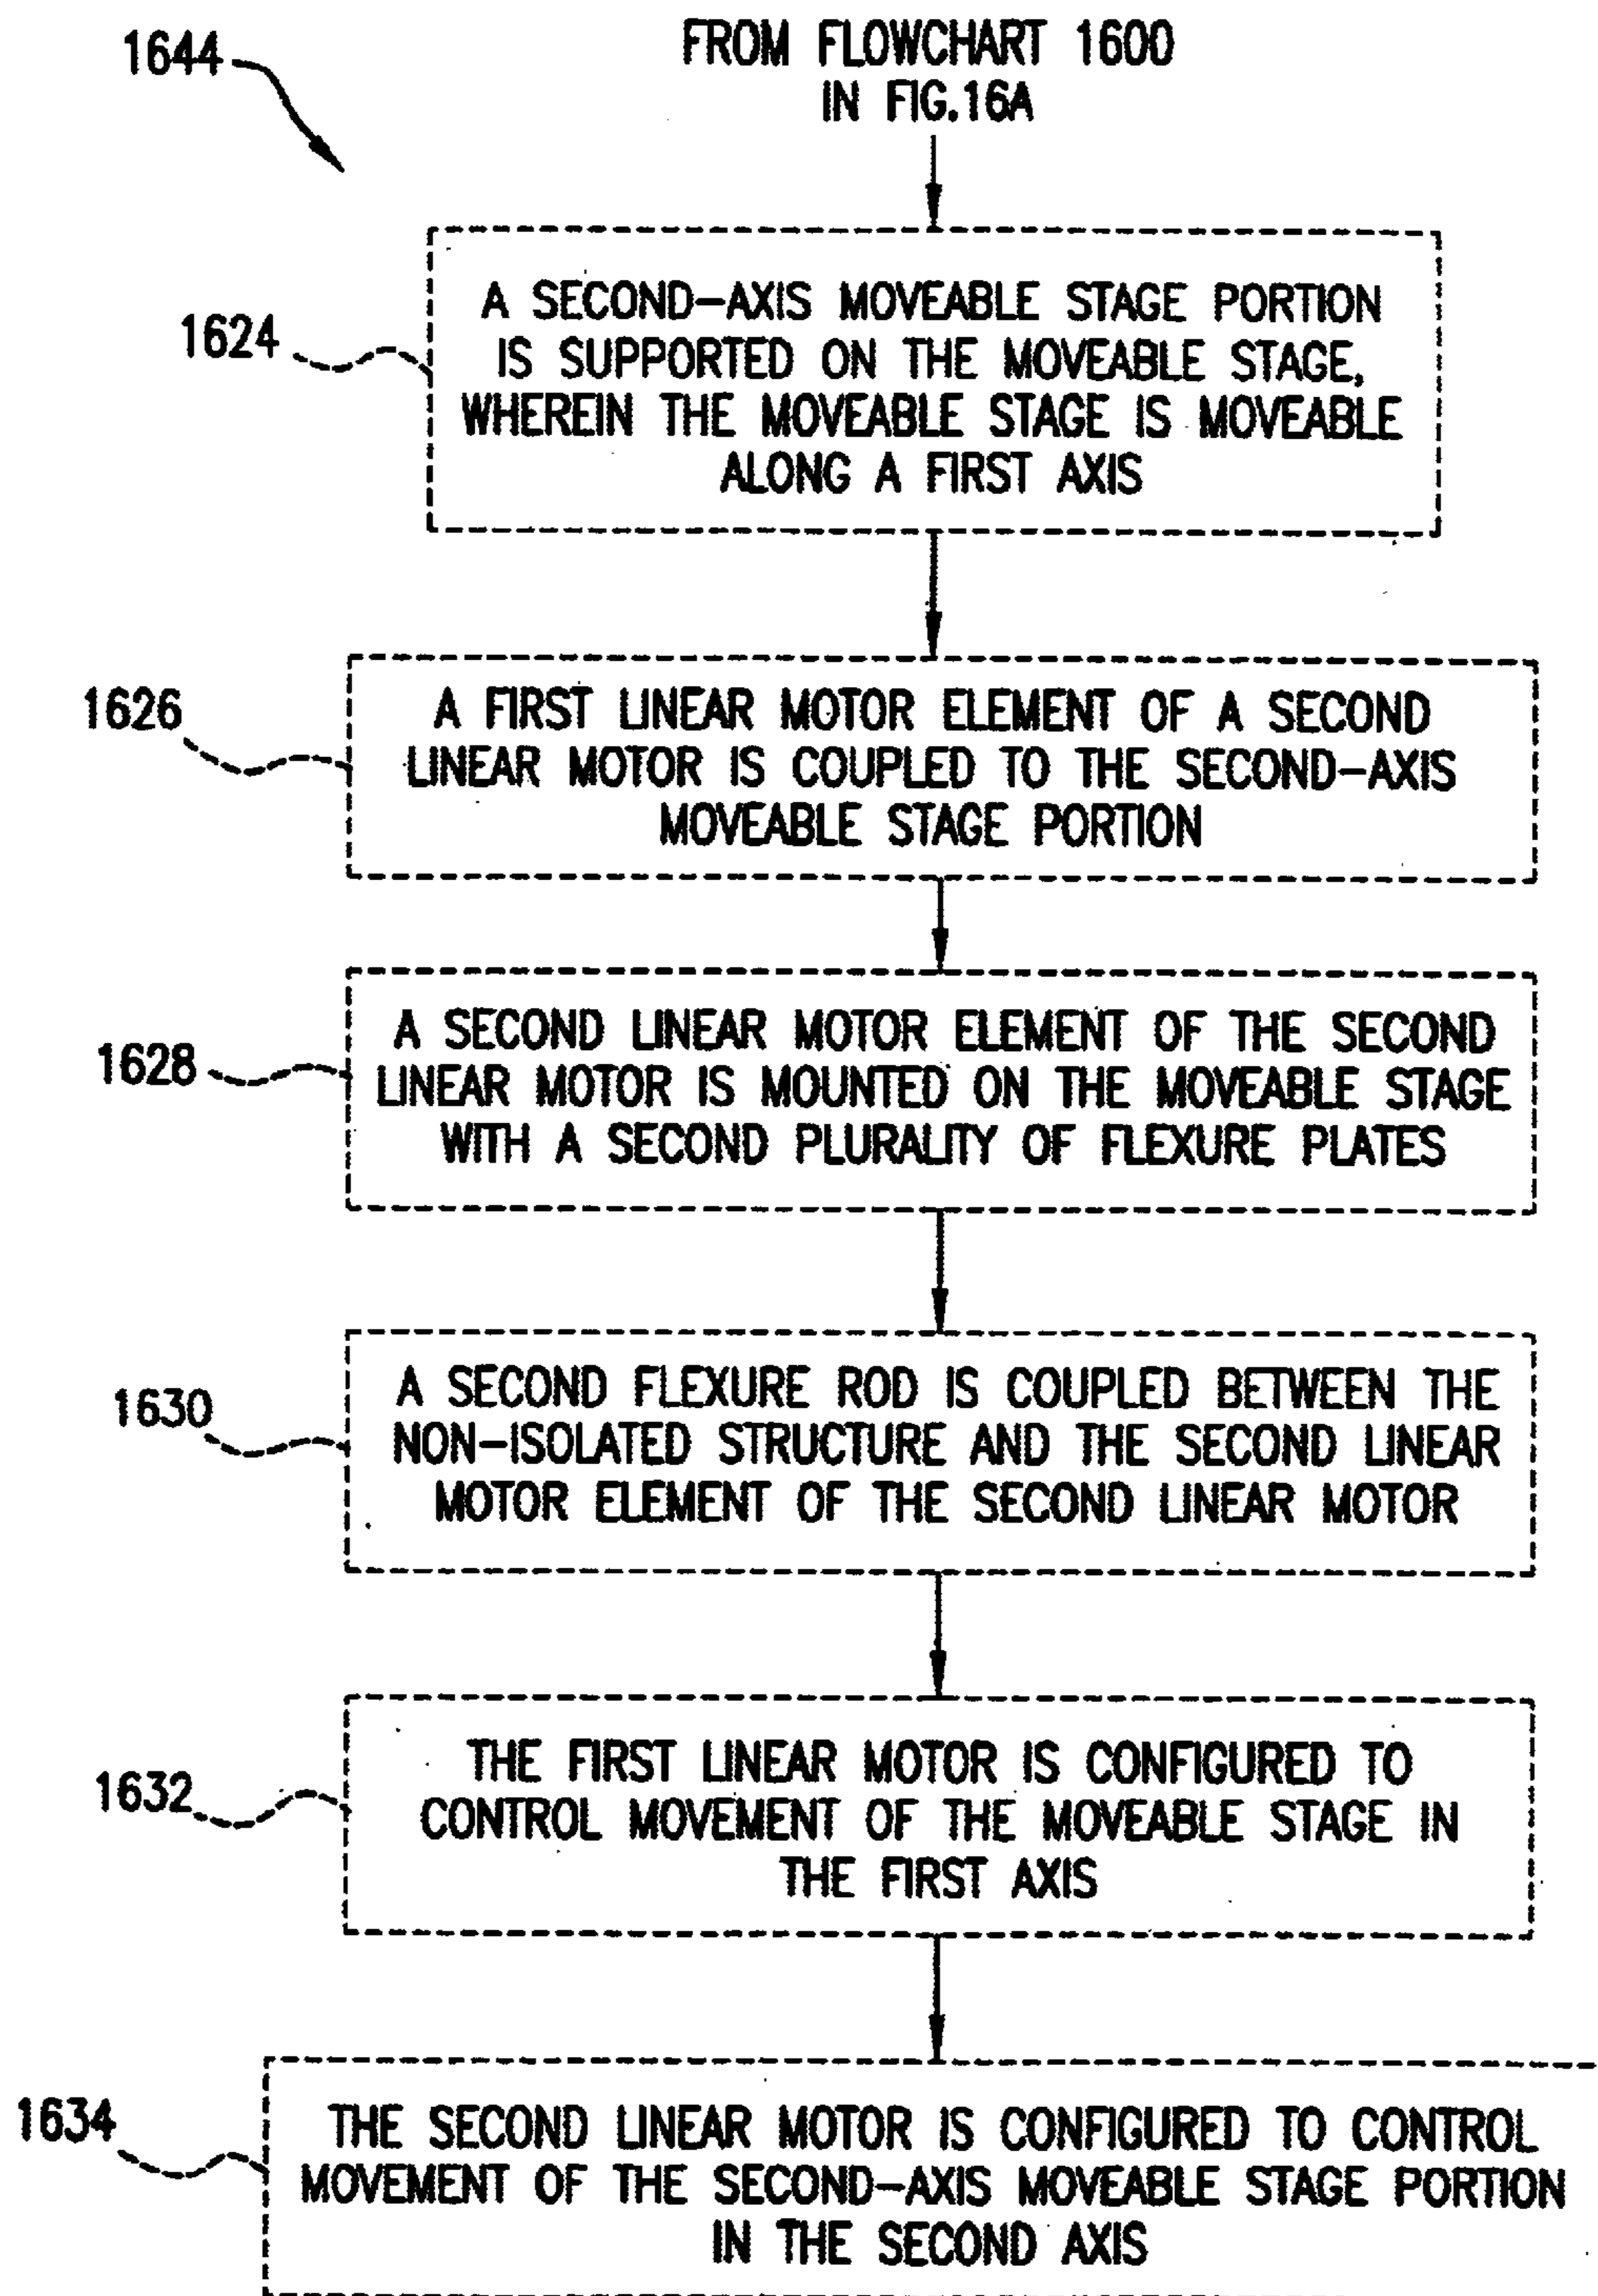 1644
FROM FLOWCHART 1600
IN FIG.16A
1624
A SECOND-AXIS MOVEABLE STAGE PORTION
IS SUPPORTED ON THE MOVEABLE STAGE,
WHEREIN THE MOVEABLE STAGE IS MOVEABLE
ALONG A FIRST AXIS
1626
A FIRST LINEAR MOTOR ELEMENT OF A SECOND
LINEAR MOTOR IS COUPLED TO THE SECOND-AXIS
MOVEABLE STAGE PORTION
1628
A SECOND LINEAR MOTOR ELEMENT OF THE SECOND
LINEAR MOTOR IS MOUNTED ON THE MOVEABLE STAGE
WITH A SECOND PLURALITY OF FLEXURE PLATES
1630
A SECOND FLEXURE ROD IS COUPLED BETWEEN THE
NON-ISOLATED STRUCTURE AND THE SECOND LINEAR
MOTOR ELEMENT OF THE SECOND LINEAR MOTOR
1632
THE FIRST LINEAR MOTOR IS CONFIGURED TO
CONTROL MOVEMENT OF THE MOVEABLE STAGE IN
THE FIRST AXIS
1634
THE SECOND LINEAR MOTOR IS CONFIGURED TO CONTROL
MOVEMENT OF THE SECOND-AXIS MOVEABLE STAGE PORTION
IN THE SECOND AXIS